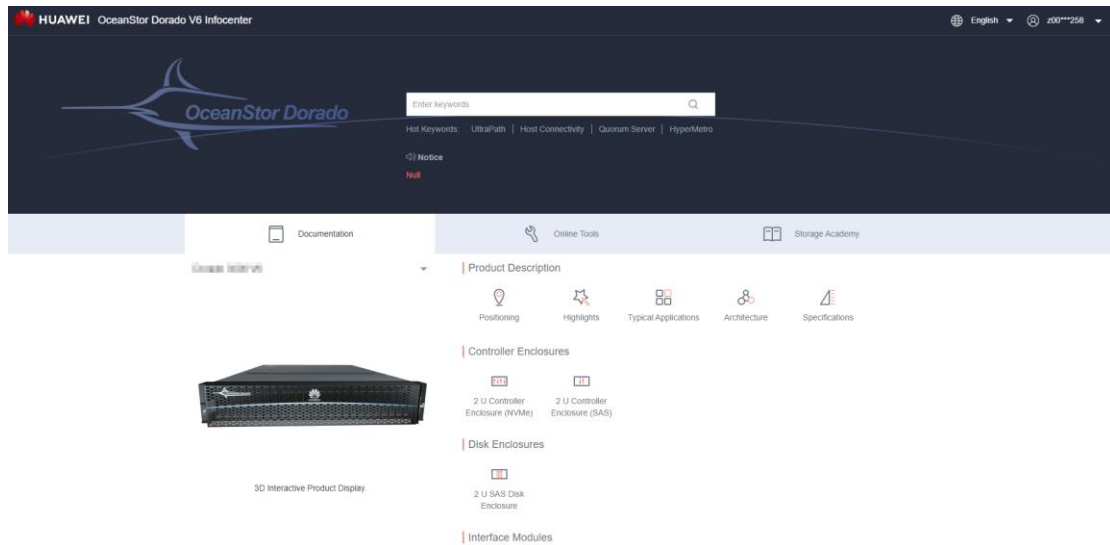 HUAWEI OceanStor Dorado V6 Infocenter
English
z00***258
OceanStor Dorado
Enter keywords
Hot Keywords: UltraPath | Host Connectivity | Quorum Server | HyperMetro
Notice
Null
Documentation
Online Tools
Storage Academy
Product Description
Positioning
Highlights
Typical Applications
Architecture
Specifications
Controller Enclosures
2 U Controller
Enclosure (NVMe)
2 U Controller
Enclosure (SAS)
Disk Enclosures
2 U SAS Disk
Enclosure
3D Interactive Product Display
Interface Modules